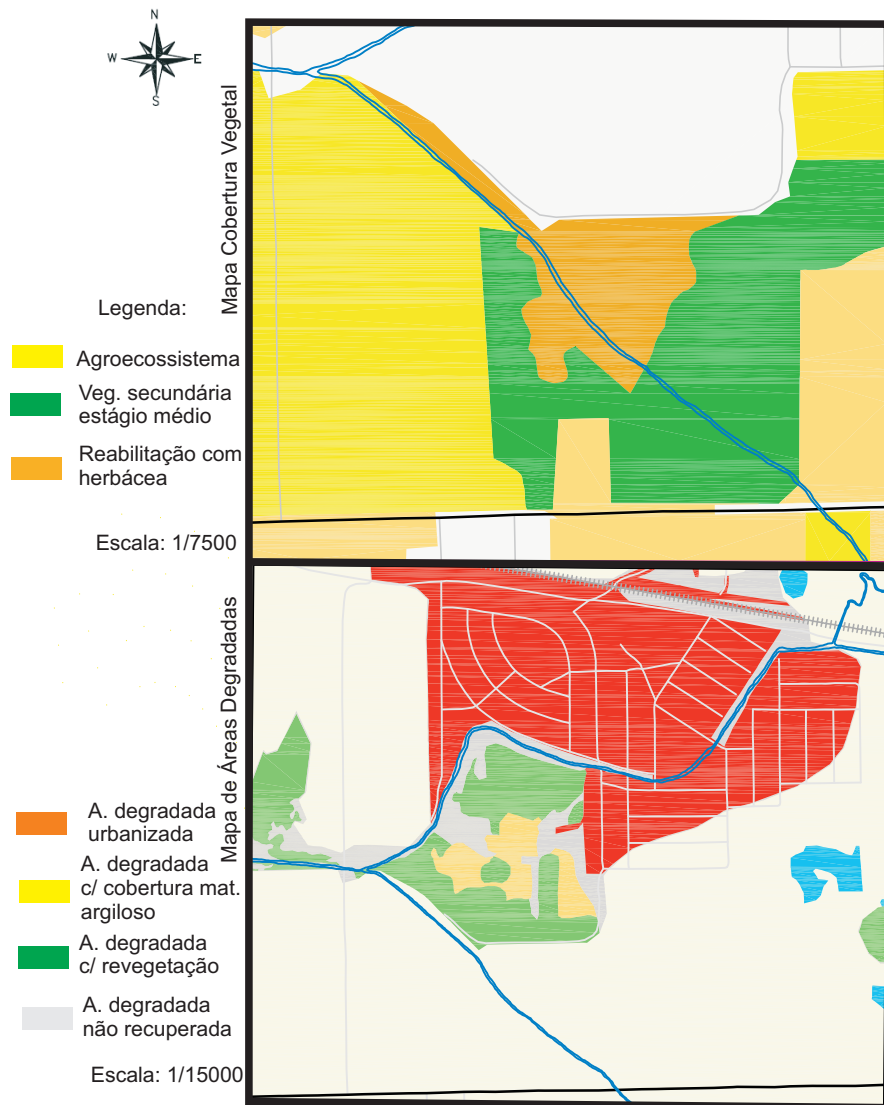 N
W E
S
Mapa Cobertura Vegetal
Legenda:
Agroecossistema
Veg. secundária
estágio médio
Reabilitação com
herbácea
Escala: 1/7500
Mapa de Áreas Degradadas
A. degradada
urbanizada
A. degradada
c/ cobertura mat.
argiloso
A. degradada
c/ revegetação
A. degradada
não recuperada
Escala: 1/15000